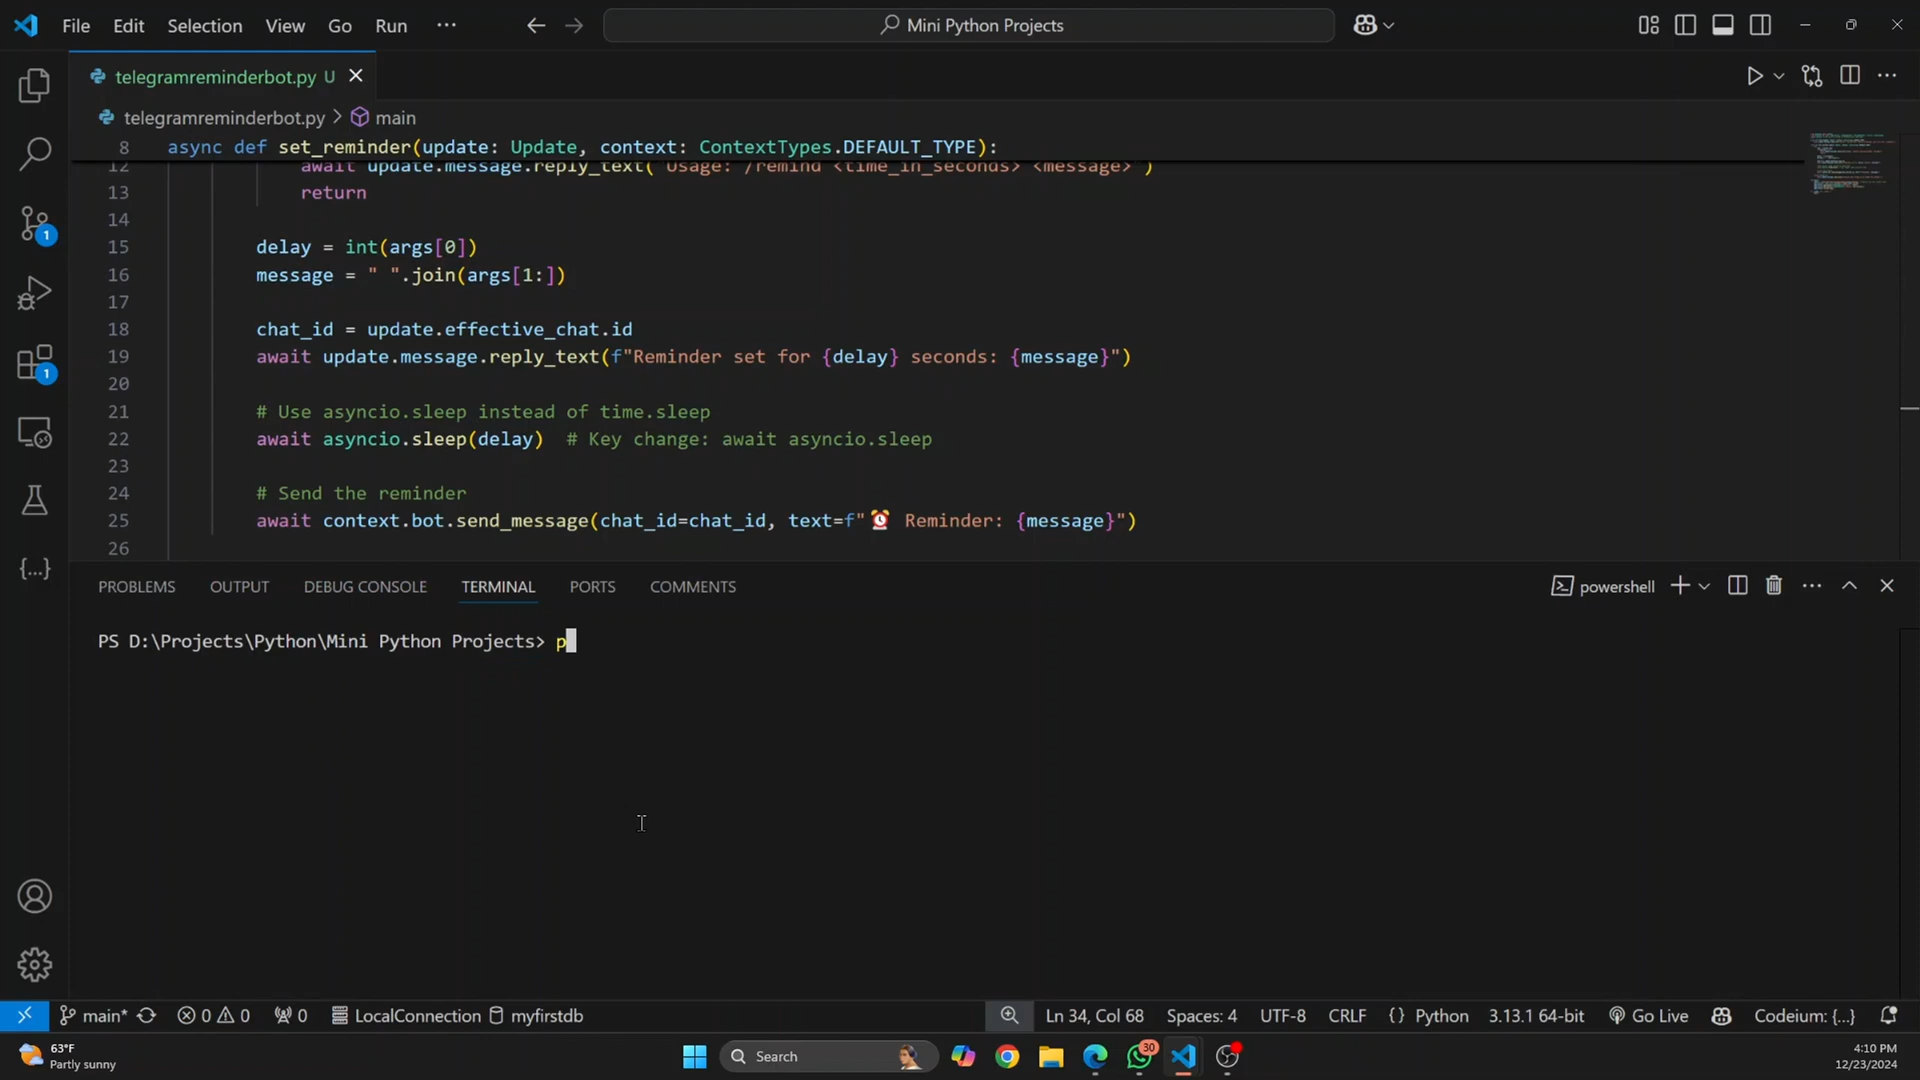 File Edit Selection View Go Run ··· Mini Python Projects
telegramreminderbot.py U
telegramreminderbot.py > main
8 async def set_reminder(update: Update, context: ContextTypes.DEFAULT_TYPE):
12 await update.message.reply_text("Usage: /remind <time_in_seconds> <message>")
13 return
14
15 delay = int(args[0])
16 message = " ".join(args[1:])
17
18 chat_id = update.effective_chat.id
19 await update.message.reply_text(f"Reminder set for {delay} seconds: {message}")
20
21 # Use asyncio.sleep instead of time.sleep
22 await asyncio.sleep(delay) # Key change: await asyncio.sleep
23
24 # Send the reminder
25 await context.bot.send_message(chat_id=chat_id, text=f"⏰ Reminder: {message}")
26
1
1
PROBLEMS OUTPUT DEBUG CONSOLE TERMINAL PORTS COMMENTS powershell
PS D:\Projects\Python\Mini Python Projects> p
main* 0 0 0 LocalConnection myfirstdb Ln 34, Col 68 Spaces: 4 UTF-8 CRLF {} Python 3.13.1 64-bit Go Live Codeium: {...}
63°F
Partly sunny
Search
30
4:10 PM
12/23/2024